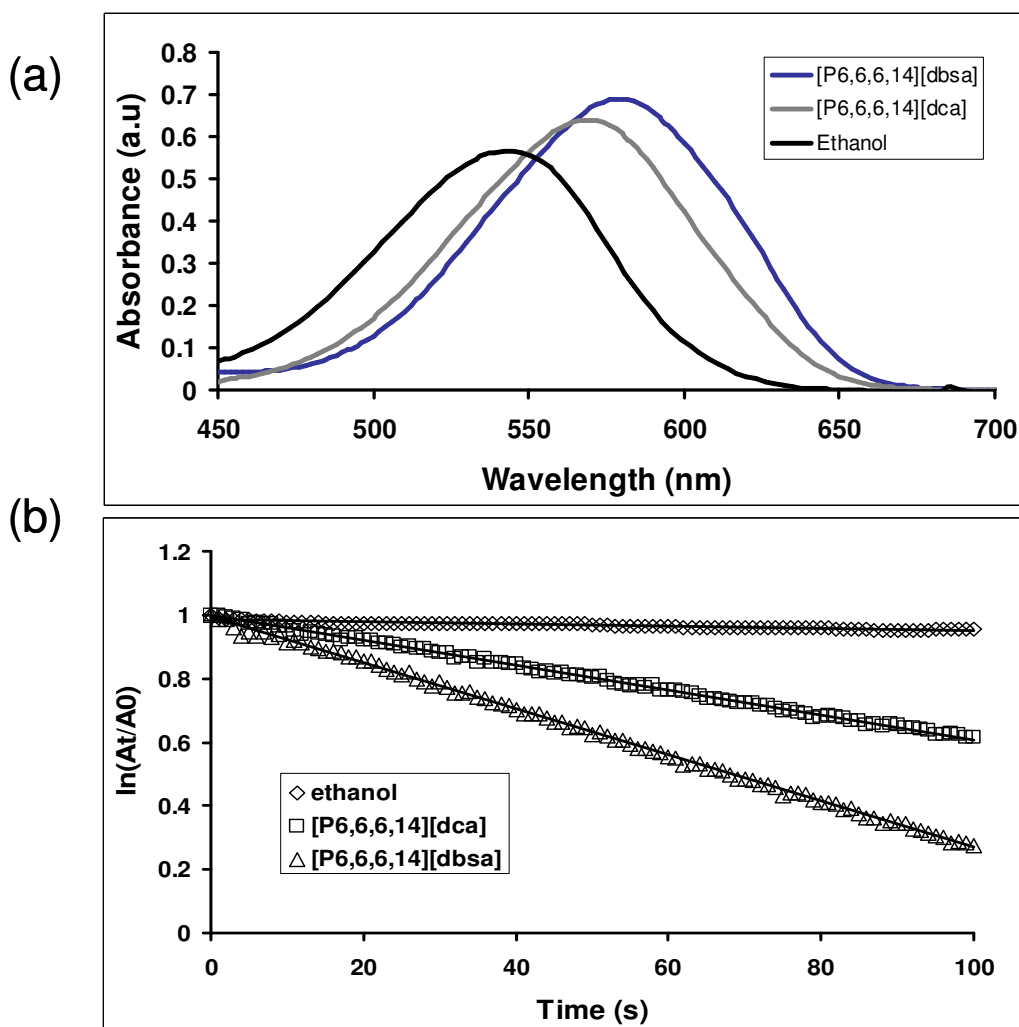 (a)
Absorbance (a.u)
0.8
0.7
0.6
0.5
0.4
0.3
0.2
0.1
0
450 500 550 600 650 700
Wavelength (nm)
[P6,6,6,14][dbsa]
[P6,6,6,14][dca]
Ethanol
(b)
ln(At/A0)
1.2
1
0.8
0.6
0.4
0.2
0
0 20 40 60 80 100
Time (s)
ethanol
[P6,6,6,14][dca]
[P6,6,6,14][dbsa]